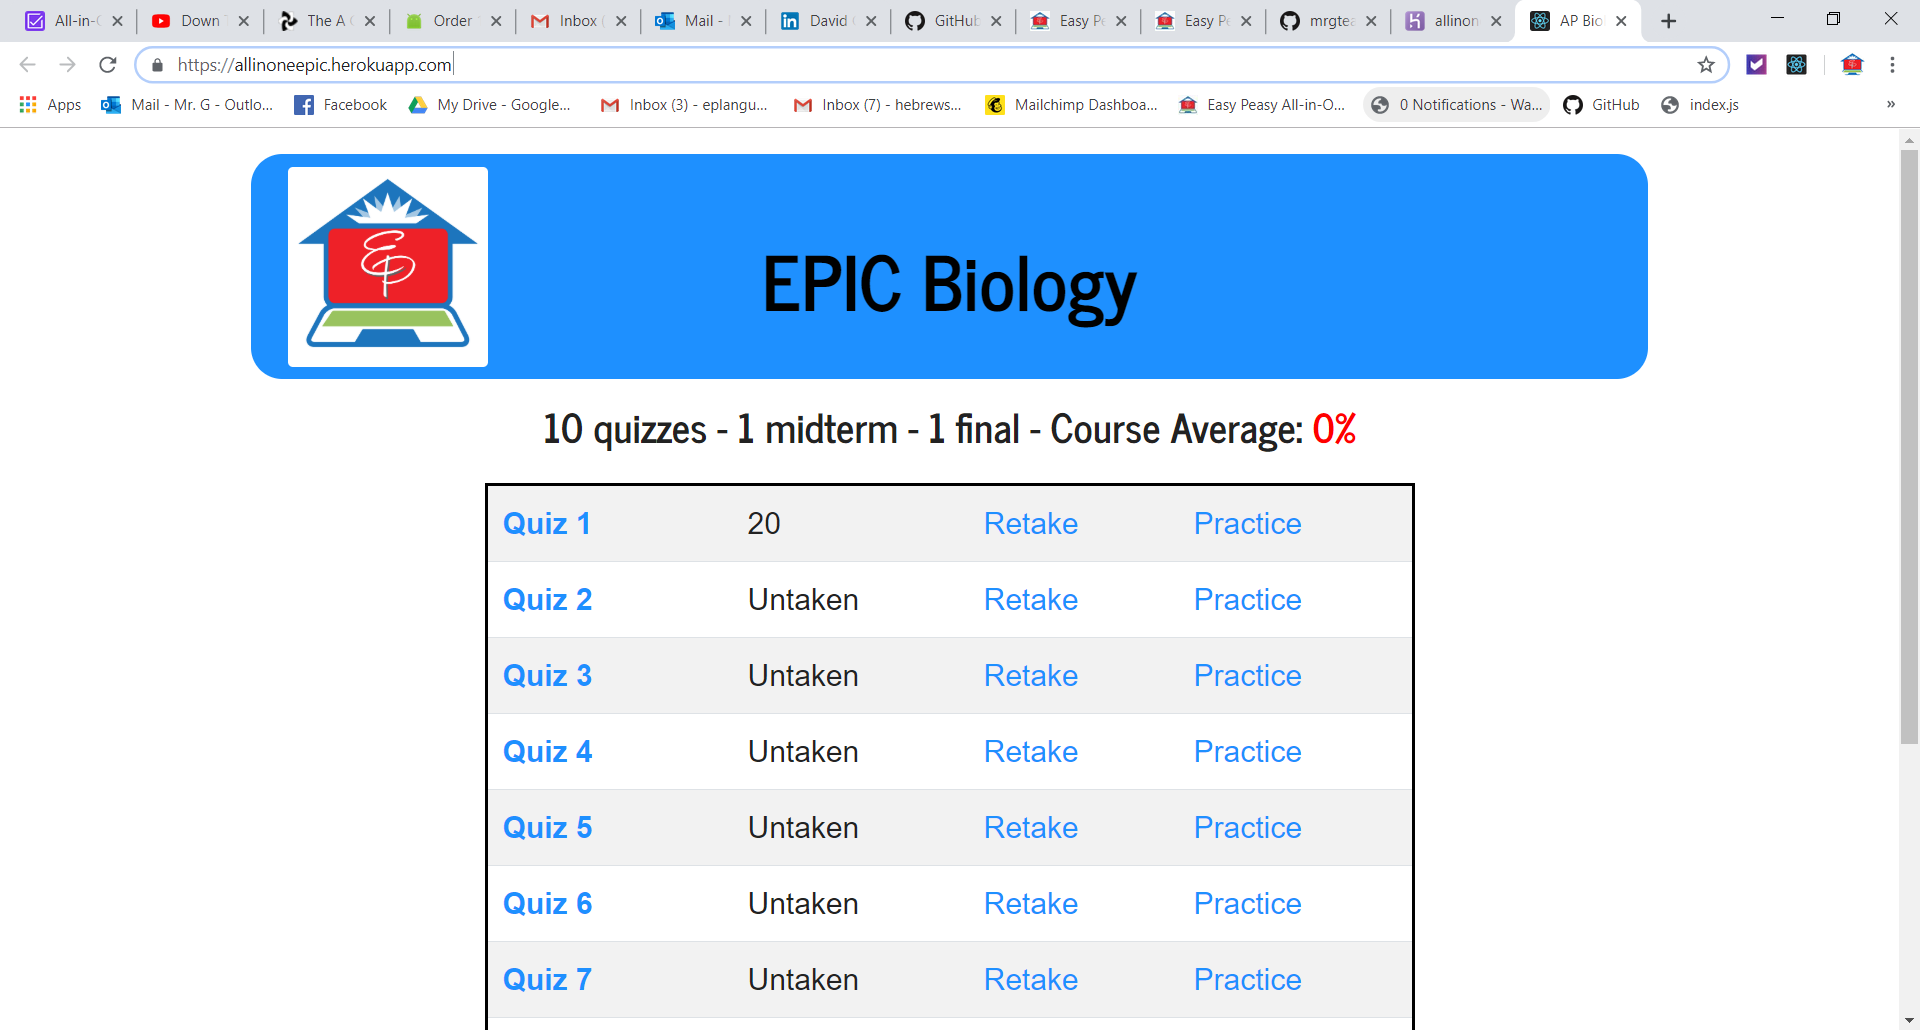 All-in-
Down
The A
Order
Inbox (
Mail -
David
GitHub
Easy Pe
Easy Pe
mrgtea
allinon
AP Bio
https://allinoneepic.herokuapp.com
Apps
Mail - Mr. G - Outlo...
Facebook
My Drive - Google...
Inbox (3) - eplangu...
Inbox (7) - hebrews...
Mailchimp Dashboa...
Easy Peasy All-in-O...
0 Notifications - Wa...
GitHub
index.js
»
EP
EPIC Biology
10 quizzes - 1 midterm - 1 final - Course Average: 0%
Quiz 1 20 Retake Practice
Quiz 2 Untaken Retake Practice
Quiz 3 Untaken Retake Practice
Quiz 4 Untaken Retake Practice
Quiz 5 Untaken Retake Practice
Quiz 6 Untaken Retake Practice
Quiz 7 Untaken Retake Practice